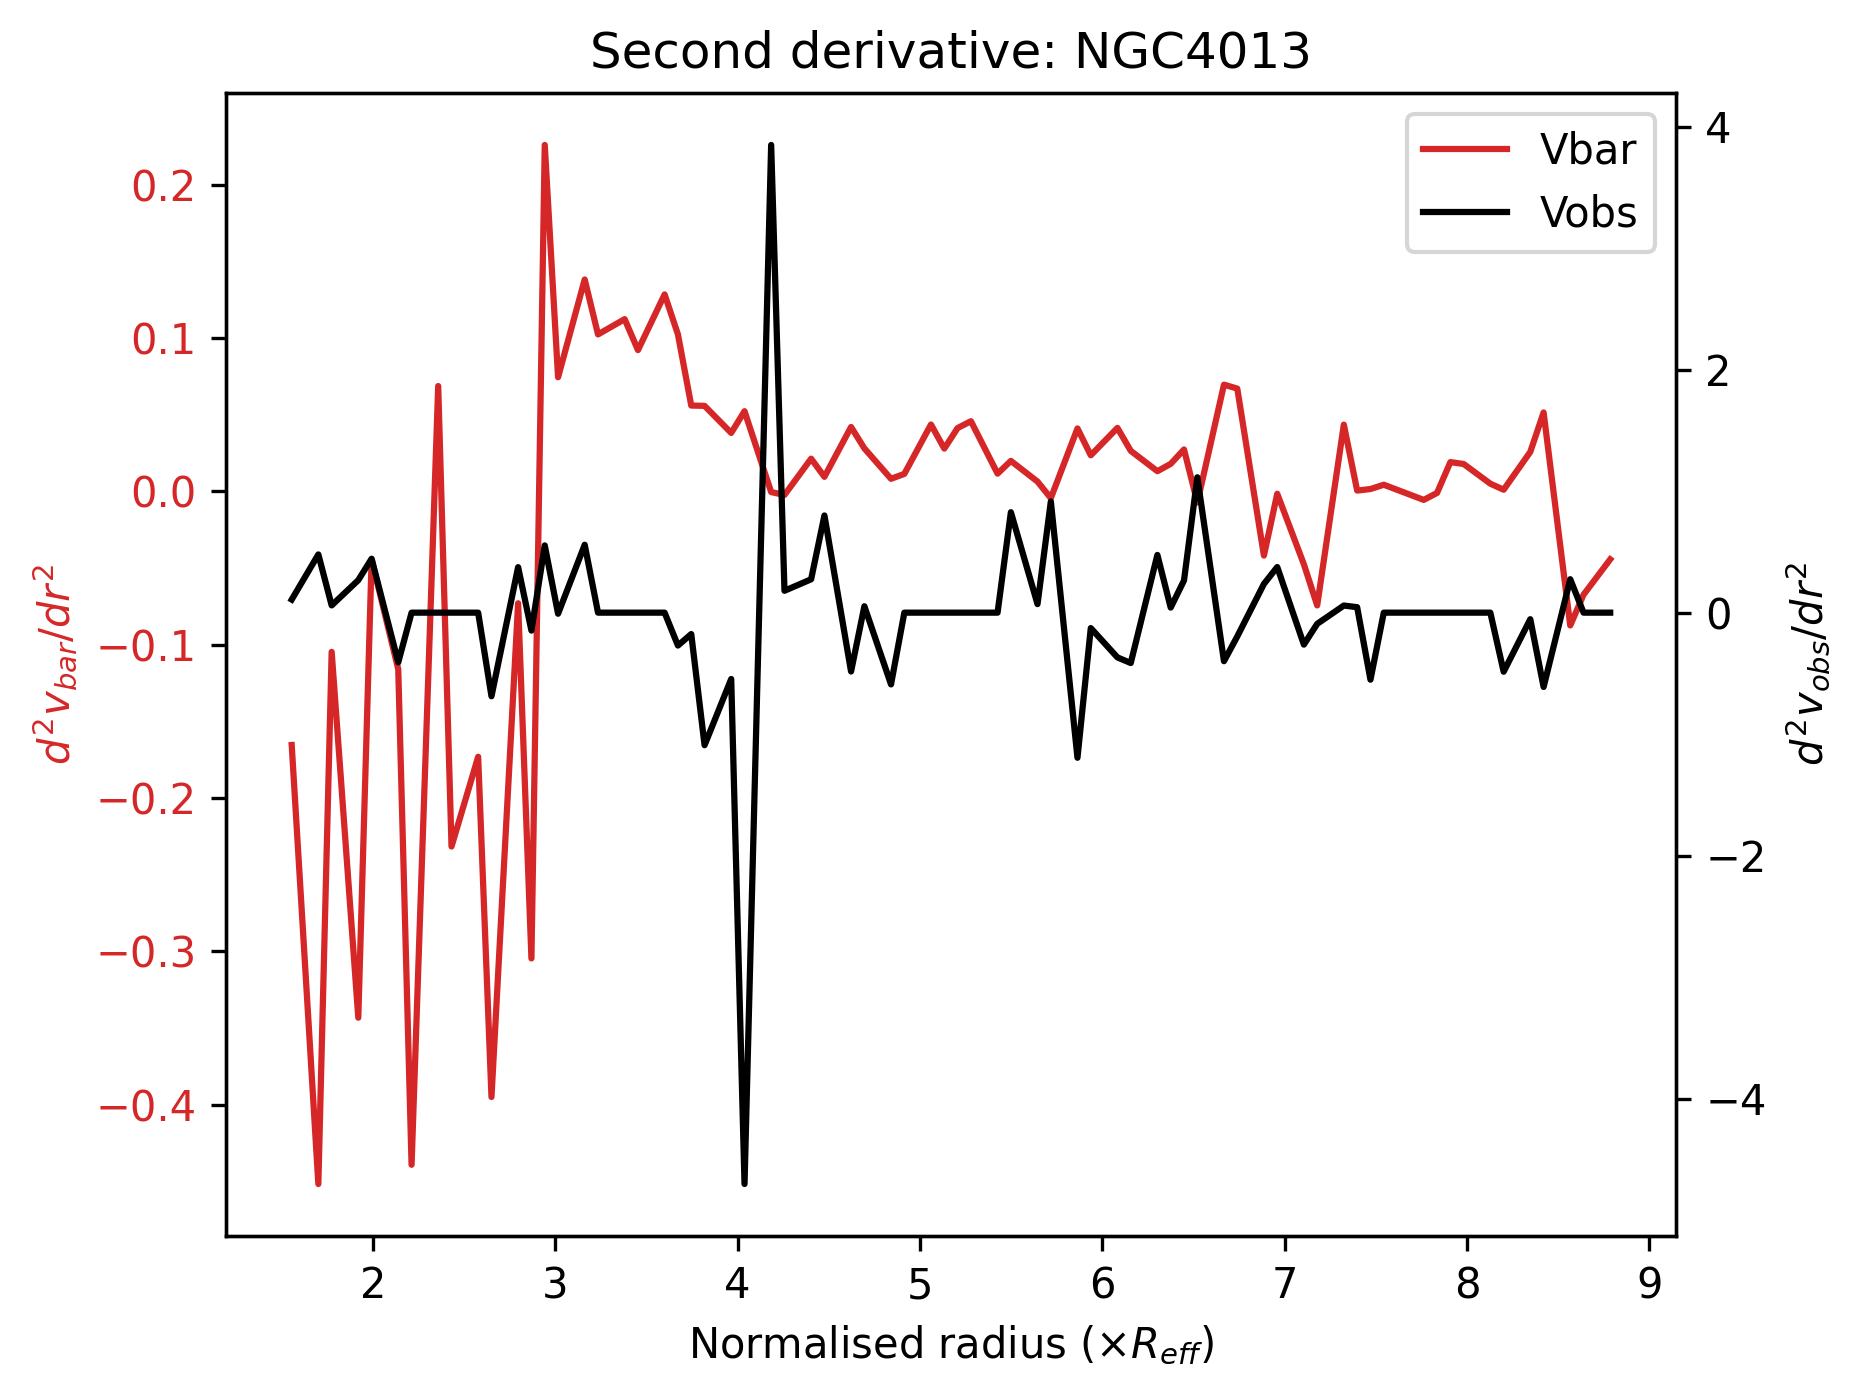 Second derivative: NGC4013
Vbar
Vobs
0.2
0.1
0.0
−0.1
−0.2
−0.3
−0.4
d²v_bar/dr²
4
2
0
−2
−4
d²v_obs/dr²
2 3 4 5 6 7 8 9
Normalised radius (×R_eff)